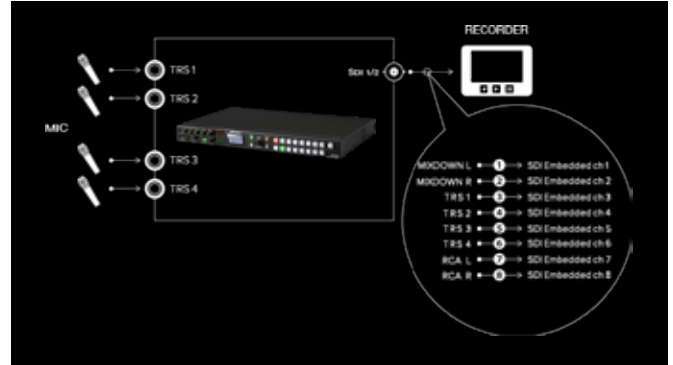 RECORDER
TRS 1
SDI 1/2
TRS 2
MIC
TRS 3
TRS 4
MIXDOWN L 1 SDI Embedded ch 1
MIXDOWN R 2 SDI Embedded ch 2
TRS 1 3 SDI Embedded ch 3
TRS 2 4 SDI Embedded ch 4
TRS 3 5 SDI Embedded ch 5
TRS 4 6 SDI Embedded ch 6
RCA L 7 SDI Embedded ch 7
RCA R 8 SDI Embedded ch 8